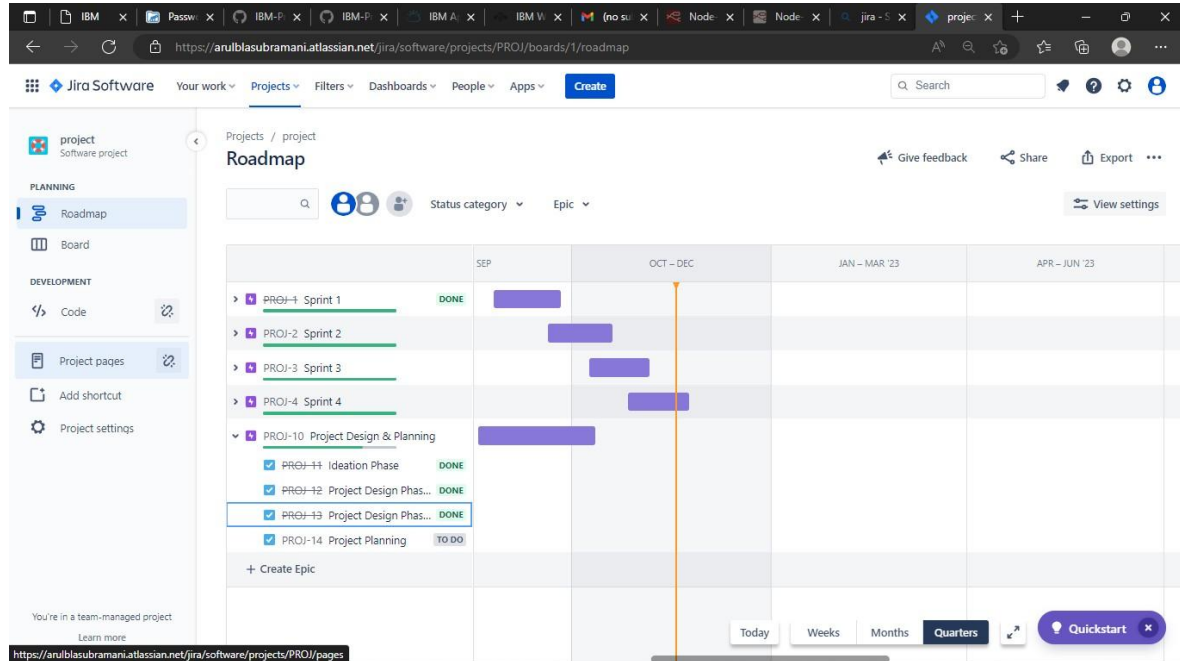 IBM
Passw
IBM-P
IBM-P
IBM A
IBM W
(no su
Node-
Node-
jira - S
projec
https://arulblasubramani.atlassian.net/jira/software/projects/PROJ/boards/1/roadmap
Jira Software
Your work
Projects
Filters
Dashboards
People
Apps
Create
Search
project
Software project
PLANNING
Roadmap
Board
DEVELOPMENT
Code
Project pages
Add shortcut
Project settings
You're in a team-managed project
Learn more
Projects / project
Roadmap
Give feedback
Share
Export
Status category
Epic
View settings
SEP
OCT – DEC
JAN – MAR '23
APR – JUN '23
PROJ-1 Sprint 1 DONE
PROJ-2 Sprint 2
PROJ-3 Sprint 3
PROJ-4 Sprint 4
PROJ-10 Project Design & Planning
PROJ-11 Ideation Phase DONE
PROJ-12 Project Design Phas... DONE
PROJ-13 Project Design Phas... DONE
PROJ-14 Project Planning TO DO
+ Create Epic
Today
Weeks
Months
Quarters
Quickstart
https://arulblasubramani.atlassian.net/jira/software/projects/PROJ/pages